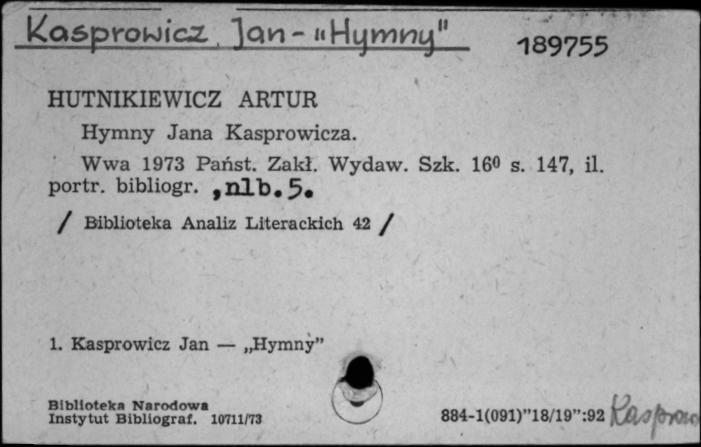 Kasprowicz Jan - "Hymny"
189755
HUTNIKIEWICZ ARTUR
Hymny Jana Kasprowicza.
Wwa 1973 Państ. Zakł. Wydaw. Szk. 16⁰ s. 147, il.
portr. bibliogr. , nlb. 5.
/ Biblioteka Analiz Literackich 42 /
1. Kasprowicz Jan — „Hymny”
Biblioteka Narodowa
Instytut Bibliograf. 10711/73
884-1(091)”18/19”:92